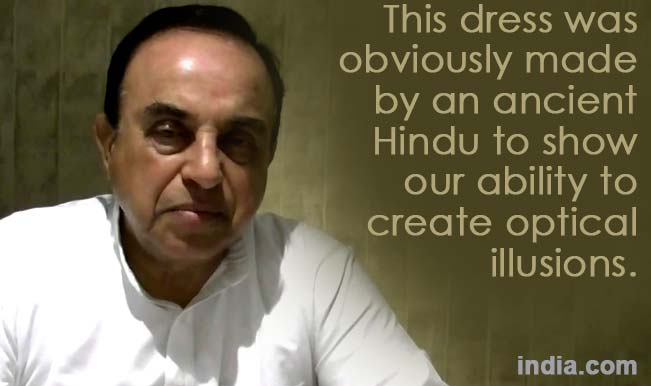 This dress was
obviously made
by an ancient
Hindu to show
our ability to
create optical
illusions.
india.com